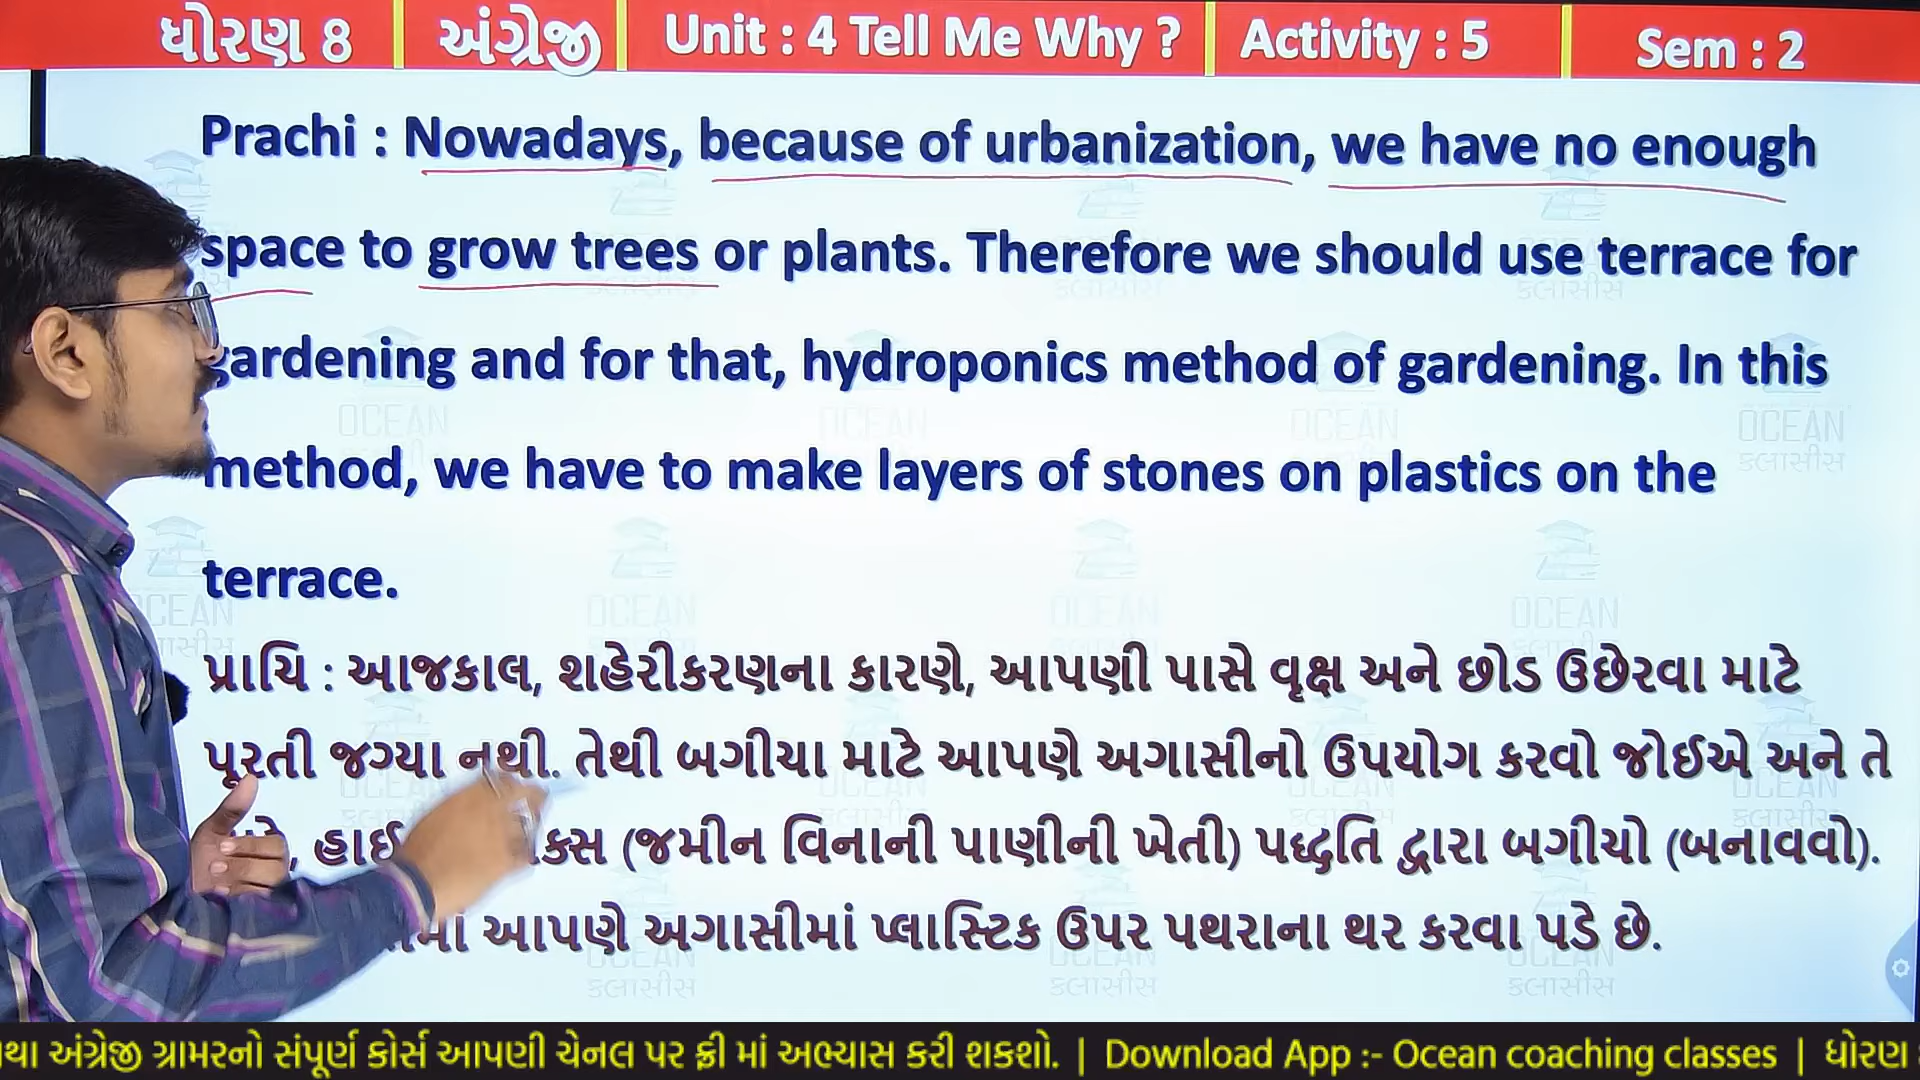 ધોરણ 8 અંગ્રેજી Unit : 4 Tell Me Why ? Activity : 5 Sem : 2
Prachi : Nowadays, because of urbanization, we have no enough
space to grow trees or plants. Therefore we should use terrace for
gardening and for that, hydroponics method of gardening. In this
method, we have to make layers of stones on plastics on the
terrace.
પ્રાચિ : આજકાલ, શહેરીકરણના કારણે, આપણી પાસે વૃક્ષ અને છોડ ઉછેરવા માટે
પૂરતી જગ્યા નથી. તેથી બગીચા માટે આપણે અગાસીનો ઉપયોગ કરવો જોઈએ અને તે
(જમીન વિનાની પાણીની ખેતી) પદ્ધતિ દ્વારા બગીચો (બનાવવો).
આપણે અગાસીમાં પ્લાસ્ટિક ઉપર પથરાના થર કરવા પડે છે.
OCEAN
ક્લાસીસ
અંગ્રેજી ગ્રામરનો સંપૂર્ણ કોર્સ આપણી ચેનલ પર ફ્રી માં અભ્યાસ કરી શકશો. | Download App :- Ocean coaching classes | ધોરણ